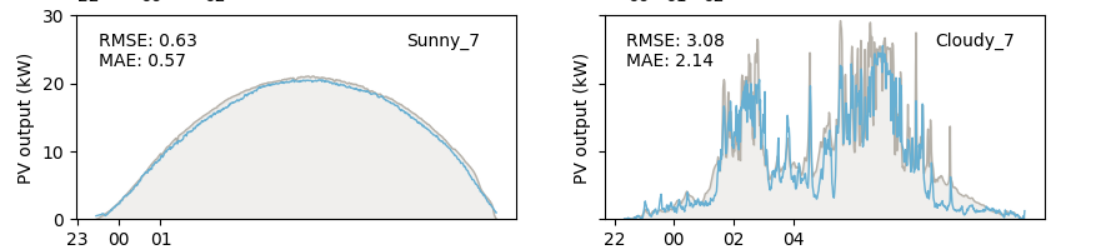 30
20
10
0
PV output (kW)
RMSE: 0.63
MAE: 0.57
Sunny_7
23 00 01
PV output (kW)
RMSE: 3.08
MAE: 2.14
Cloudy_7
22 00 02 04